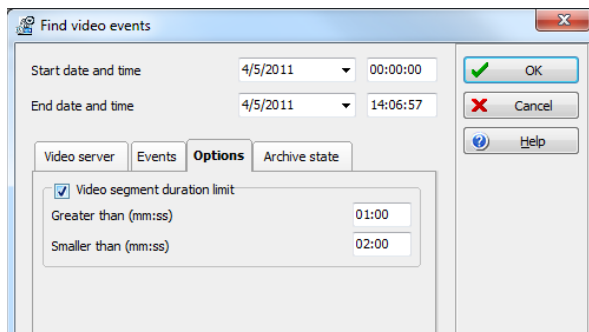 Find video events
Start date and time 4/5/2011 00:00:00
End date and time 4/5/2011 14:06:57
OK
Cancel
Help
Video server Events Options Archive state
Video segment duration limit
Greater than (mm:ss) 01:00
Smaller than (mm:ss) 02:00